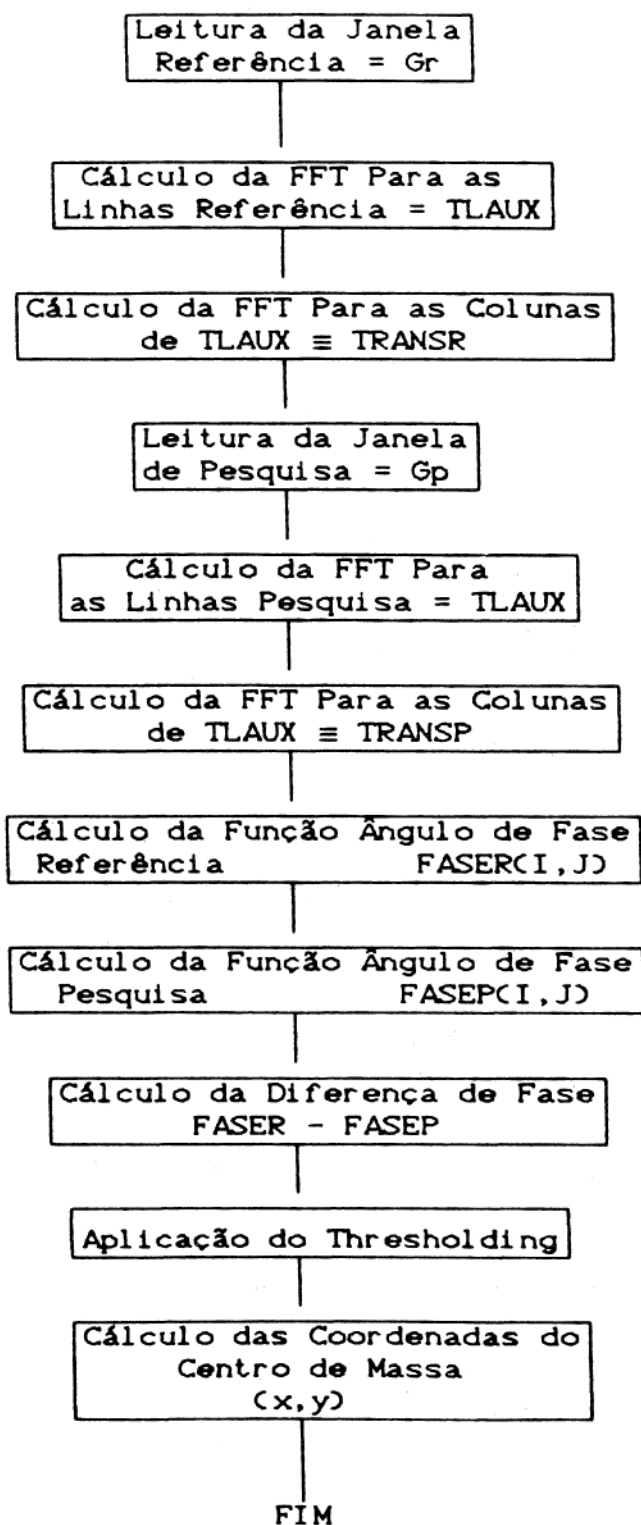 Leitura da Janela
Referência = Gr
Cálculo da FFT Para as
Linhas Referência = TLAUX
Cálculo da FFT Para as Colunas
de TLAUX ≡ TRANSR
Leitura da Janela
de Pesquisa = Gp
Cálculo da FFT Para
as Linhas Pesquisa = TLAUX
Cálculo da FFT Para as Colunas
de TLAUX ≡ TRANSP
Cálculo da Função Ângulo de Fase
Referência FASER(I,J)
Cálculo da Função Ângulo de Fase
Pesquisa FASEP(I,J)
Cálculo da Diferença de Fase
FASER - FASEP
Aplicação do Thresholding
Cálculo das Coordenadas do
Centro de Massa
(x,y)
FIM